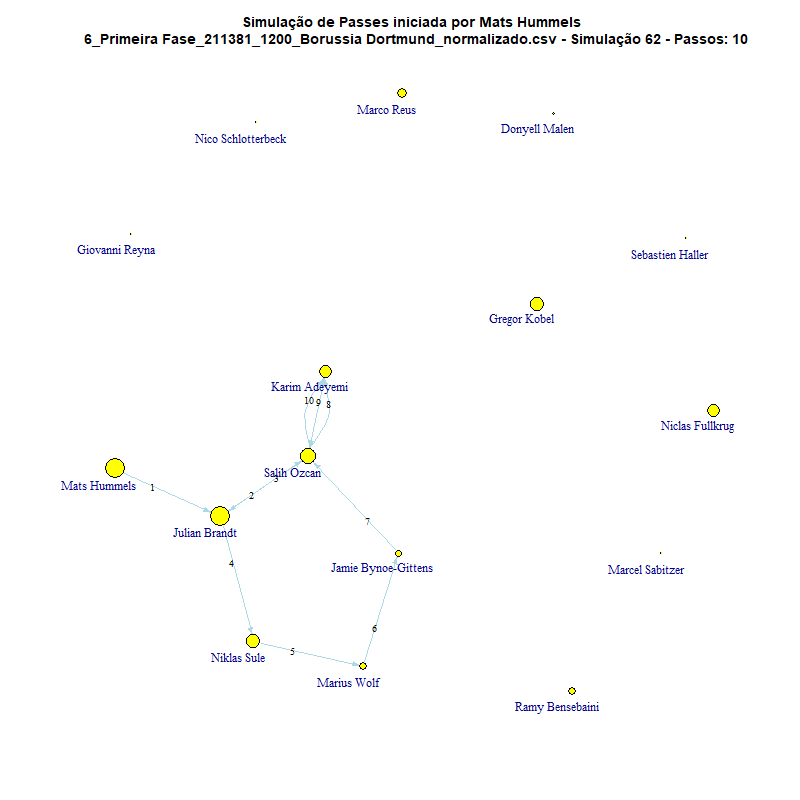 Simulação de Passes iniciada por Mats Hummels
6_Primeira Fase_211381_1200_Borussia Dortmund_normalizado.csv - Simulação 62 - Passos: 10
Marco Reus
Donyell Malen
Nico Schlotterbeck
Giovanni Reyna
Sebastien Haller
Gregor Kobel
Karim Adeyemi
10
9
8
Niclas Fullkrug
Salih Ozcan
3
Mats Hummels
1
2
Julian Brandt
7
4
Jamie Bynoe-Gittens
Marcel Sabitzer
6
5
Niklas Sule
Marius Wolf
Ramy Bensebaini